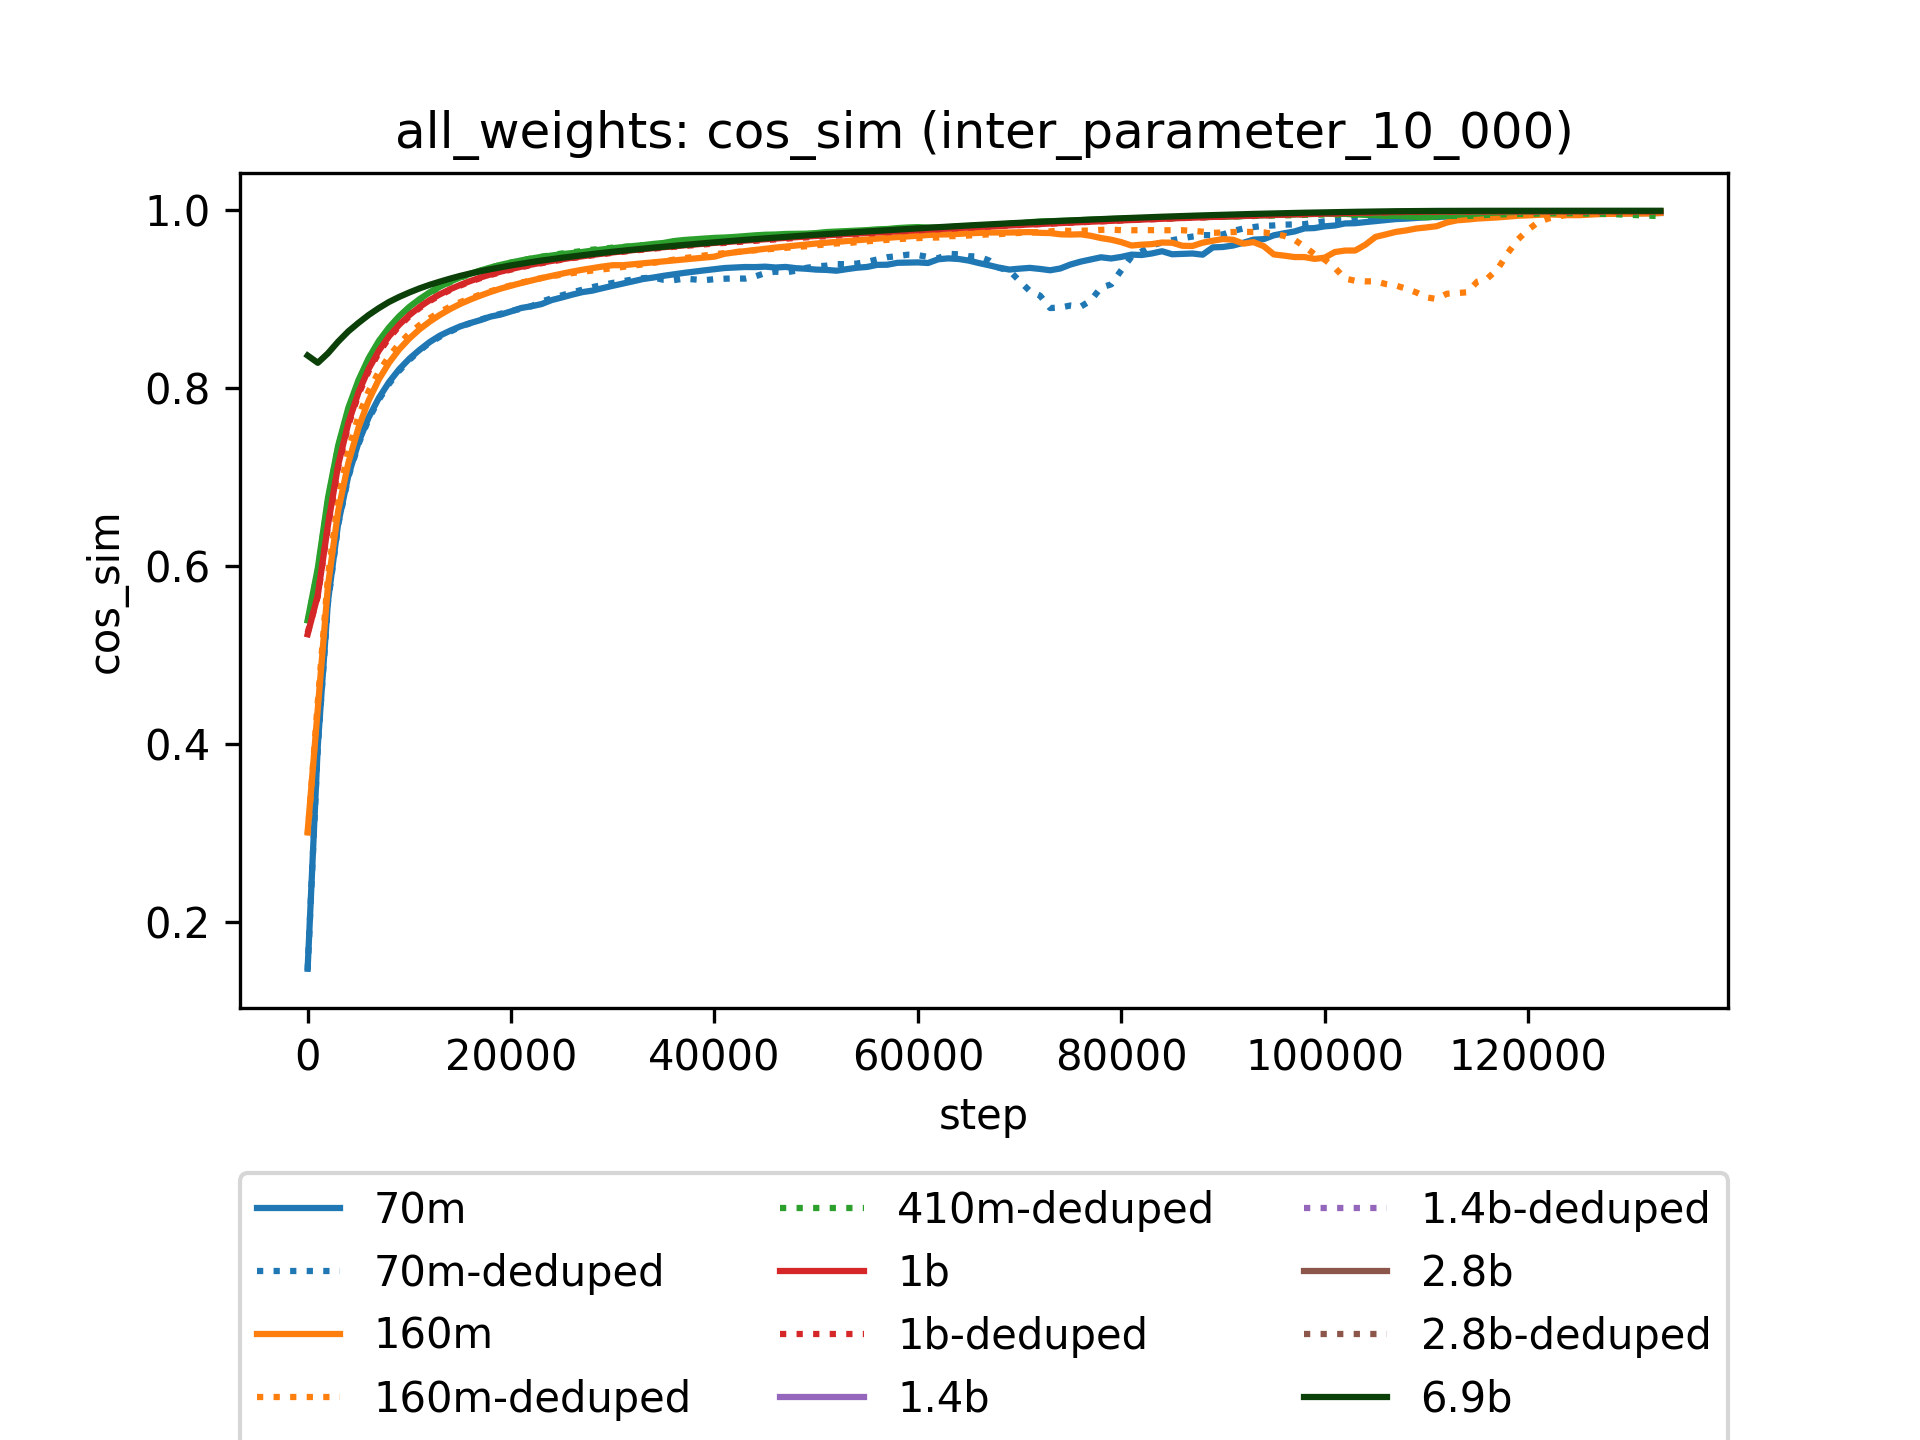 all_weights: cos_sim (inter_parameter_10_000)
1.0
0.8
0.6
0.4
0.2
cos_sim
0 20000 40000 60000 80000 100000 120000
step
70m 410m-deduped 1.4b-deduped
70m-deduped 1b 2.8b
160m 1b-deduped 2.8b-deduped
160m-deduped 1.4b 6.9b